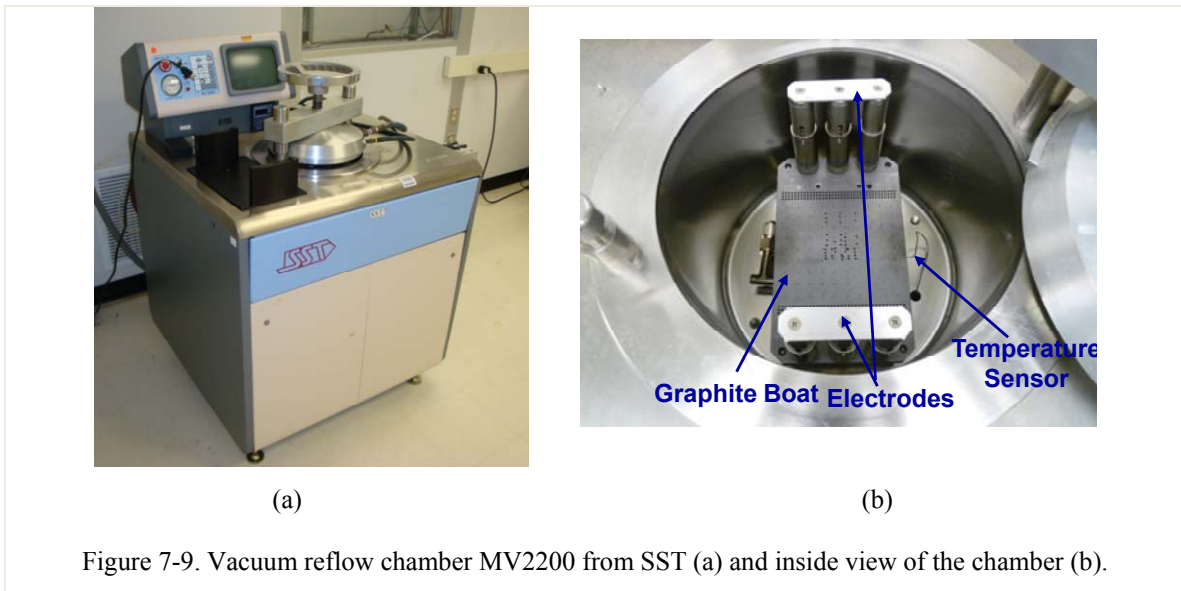 SST
SST
Graphite Boat
Electrodes
Temperature
Sensor
(a)
(b)
Figure 7-9. Vacuum reflow chamber MV2200 from SST (a) and inside view of the chamber (b).